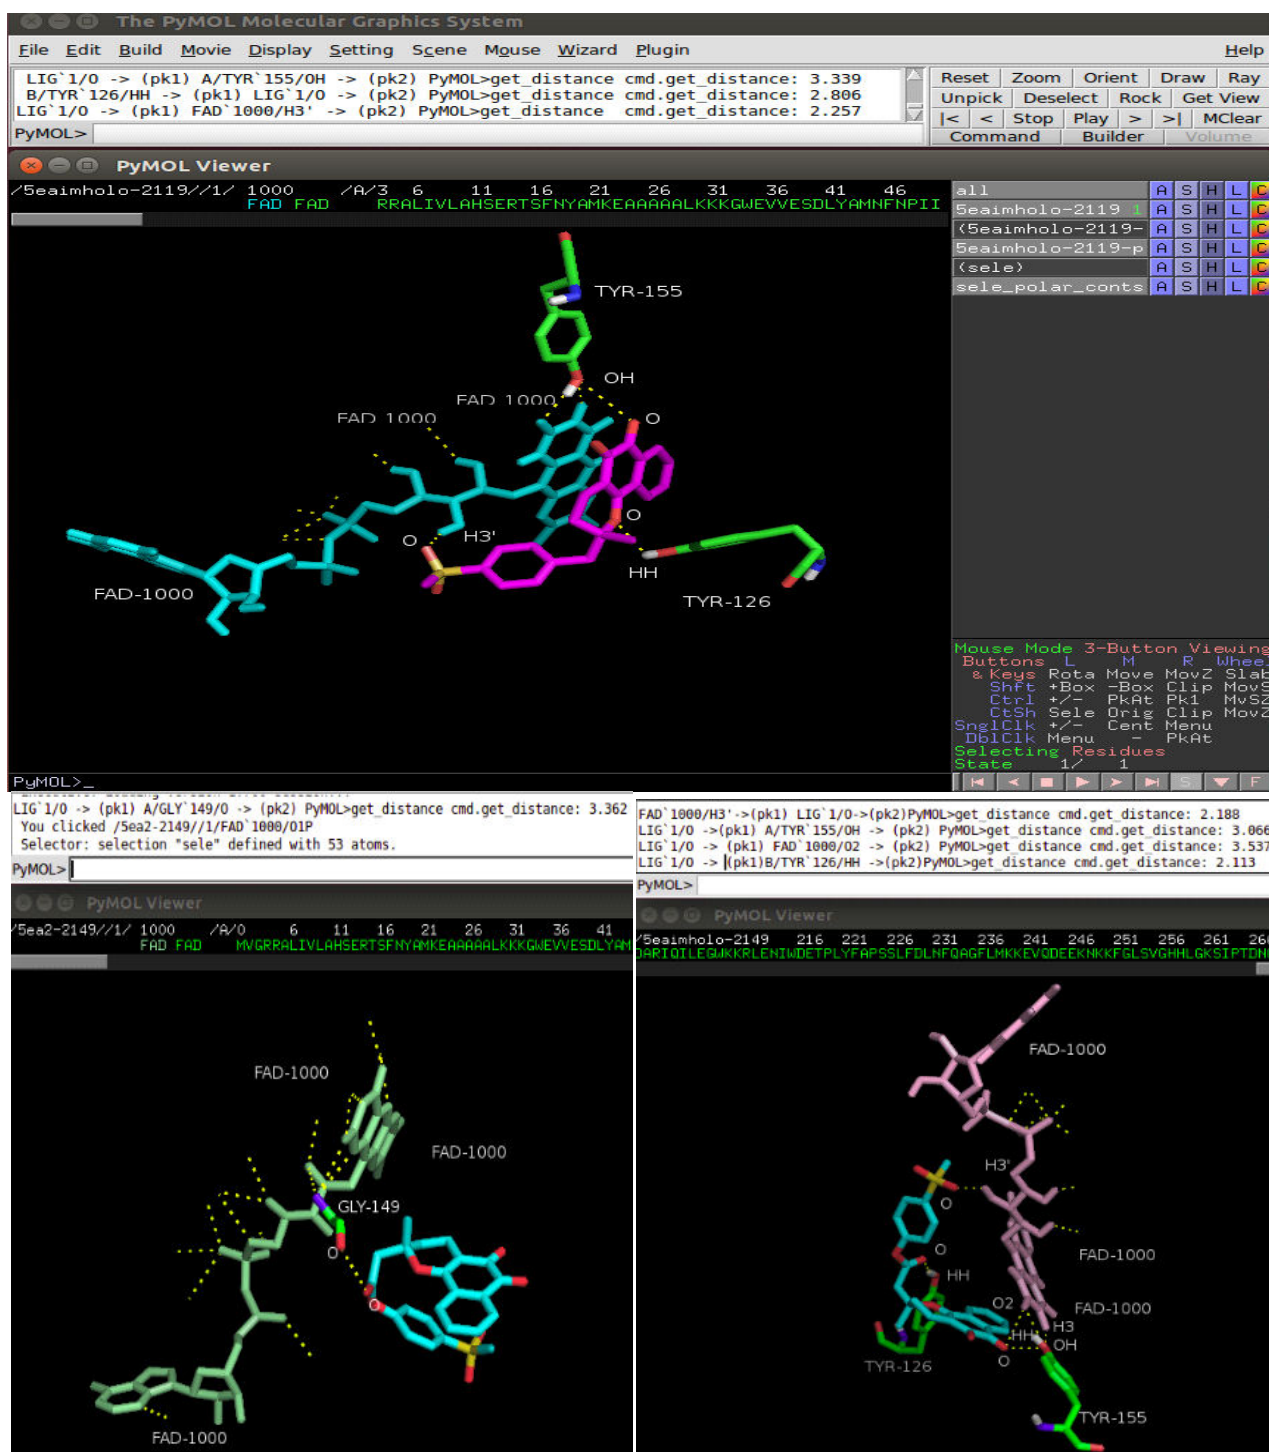 The PyMOL Molecular Graphics System
File Edit Build Movie Display Setting Scene Mouse Wizard Plugin Help
LIG`1/O -> (pk1) A/TYR`155/OH -> (pk2) PyMOL>get_distance cmd.get_distance: 3.339
B/TYR`126/HH -> (pk1) LIG`1/O -> (pk2) PyMOL>get_distance cmd.get_distance: 2.806
LIG`1/O -> (pk1) FAD`1000/H3' -> (pk2) PyMOL>get_distance cmd.get_distance: 2.257
PyMOL>
Reset Zoom Orient Draw Ray
Unpick Deselect Rock Get View
|< < Stop Play > >| MClear
Command Builder Volume
PyMOL Viewer
/5eaimholo-2119//1/ 1000 /A/3 6 11 16 21 26 31 36 41 46
FAD FAD RRALIVLAHSERTSFNYAMKEAAAAALKKKGWEVVESDLYAMNFNPII
all A S H L C
5eaimholo-2119 1 A S H L C
(5eaimholo-2119- A S H L C
5eaimholo-2119-p A S H L C
(sele) A S H L C
sele_polar_conts A S H L C
TYR-155
OH
FAD 1000
FAD 1000
O
O
H3'
O
HH
FAD-1000
TYR-126
Mouse Mode 3-Button Viewing
Buttons L M R Wheel
& Keys Rota Move MovZ Slab
Shft +Box -Box Clip MovS
Ctrl +/- PkAt Pk1 MvSZ
CtSh Sele Orig Clip MovZ
SnglClk +/- Cent Menu
DblClk Menu - PkAt
Selecting Residues
State 1/ 1
PyMOL>_
S F
LIG`1/O -> (pk1) A/GLY`149/O -> (pk2) PyMOL>get_distance cmd.get_distance: 3.362
You clicked /5ea2-2149//1/FAD`1000/O1P
Selector: selection "sele" defined with 53 atoms.
PyMOL>
PyMOL Viewer
/5ea2-2149//1/ 1000 /A/0 6 11 16 21 26 31 36 41
FAD FAD MVGRRALIVLAHSERTSFNYAMKEAAAAALKKKGWEVVESDLYAM
FAD-1000
FAD-1000
GLY-149
O
O
FAD-1000
FAD`1000/H3'->(pk1) LIG`1/O->(pk2)PyMOL>get_distance cmd.get_distance: 2.188
LIG`1/O ->(pk1) A/TYR`155/OH -> (pk2) PyMOL>get_distance cmd.get_distance: 3.066
LIG`1/O -> (pk1) FAD`1000/O2 -> (pk2) PyMOL>get_distance cmd.get_distance: 3.537
LIG`1/O -> (pk1)B/TYR`126/HH ->(pk2)PyMOL>get_distance cmd.get_distance: 2.113
PyMOL>
PyMOL Viewer
/5eaimholo-2149 216 221 226 231 236 241 246 251 256 261 266
DARIQILEGWKKRLENIWDETPLYFAPSSLFDLNFQAGFLMKKEVQDEEKNKKFGLSVGHHLGKSIPTDN
FAD-1000
H3'
O
O
HH
FAD-1000
O2
FAD-1000
HH
H3
OH
O
TYR-126
TYR-155